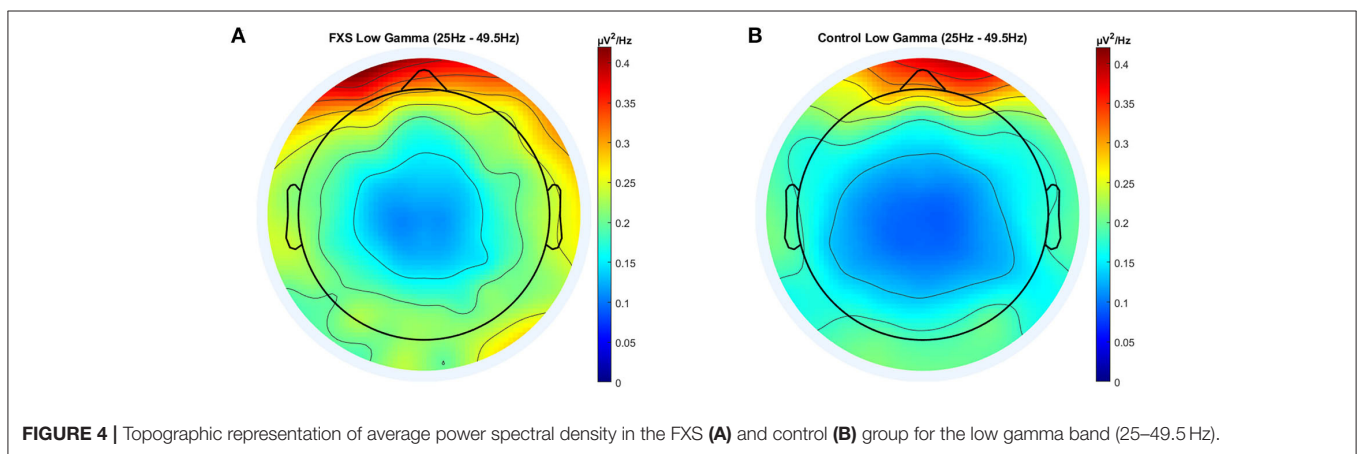 A
FXS Low Gamma (25Hz - 49.5Hz)
µV²/Hz
0.4
0.35
0.3
0.25
0.2
0.15
0.1
0.05
0
B
Control Low Gamma (25Hz - 49.5Hz)
µV²/Hz
0.4
0.35
0.3
0.25
0.2
0.15
0.1
0.05
0
FIGURE 4 | Topographic representation of average power spectral density in the FXS (A) and control (B) group for the low gamma band (25–49.5 Hz).